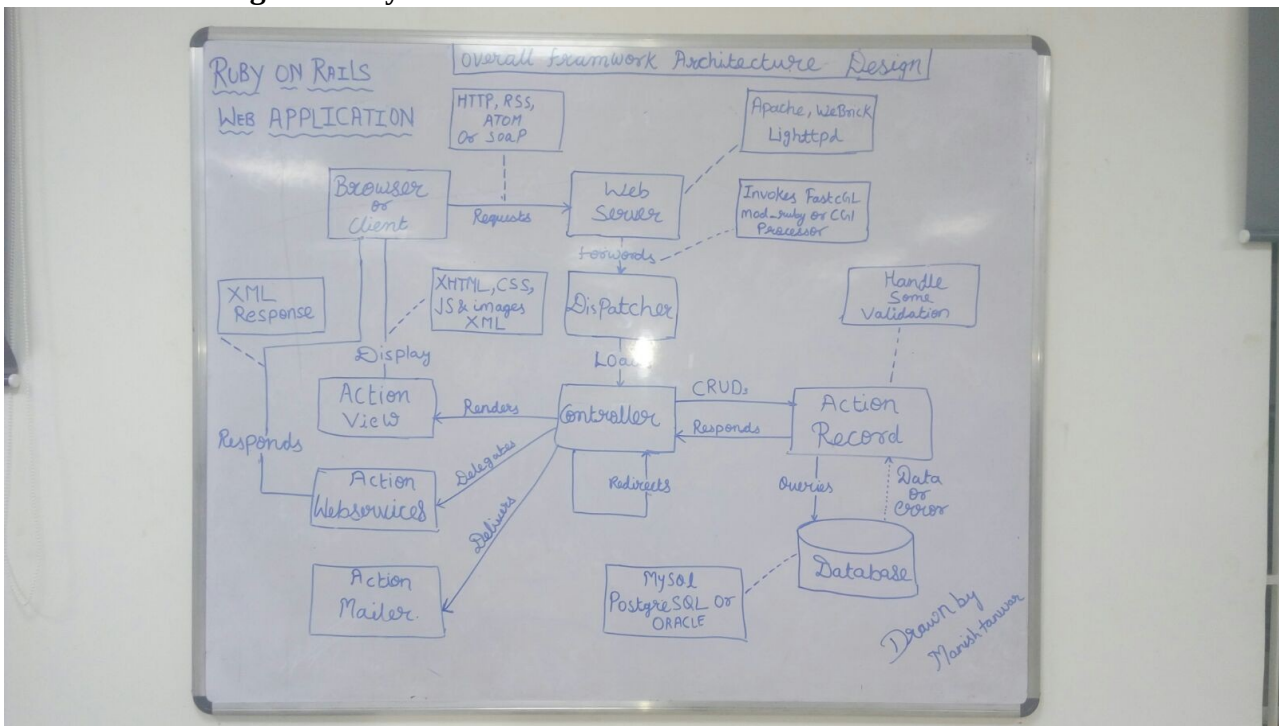 RUBY ON RAILS
WEB APPLICATION
Overall framwork Architecture Design
HTTP, RSS,
ATOM
Or SOAP
Apache, WeBrick
Lighttpd
Browser
or
Client
Requests
Web
Server
Invokes FastCGI
mod_ruby or CGI
Processor
Forwords
XML
Response
XHTML, CSS,
JS & images
XML
DisPatcher
Handle
Some
Validation
Display
Action
View
Renders
Controller
CRUDs
Responds
Action
Record
Responds
Delegates
Redirects
Queries
Data
or
error
Action
Webservices
Delivers
Action
Mailer
MySQL
PostgreSQL Or
ORACLE
Database
Drawn by
Manish tanwar